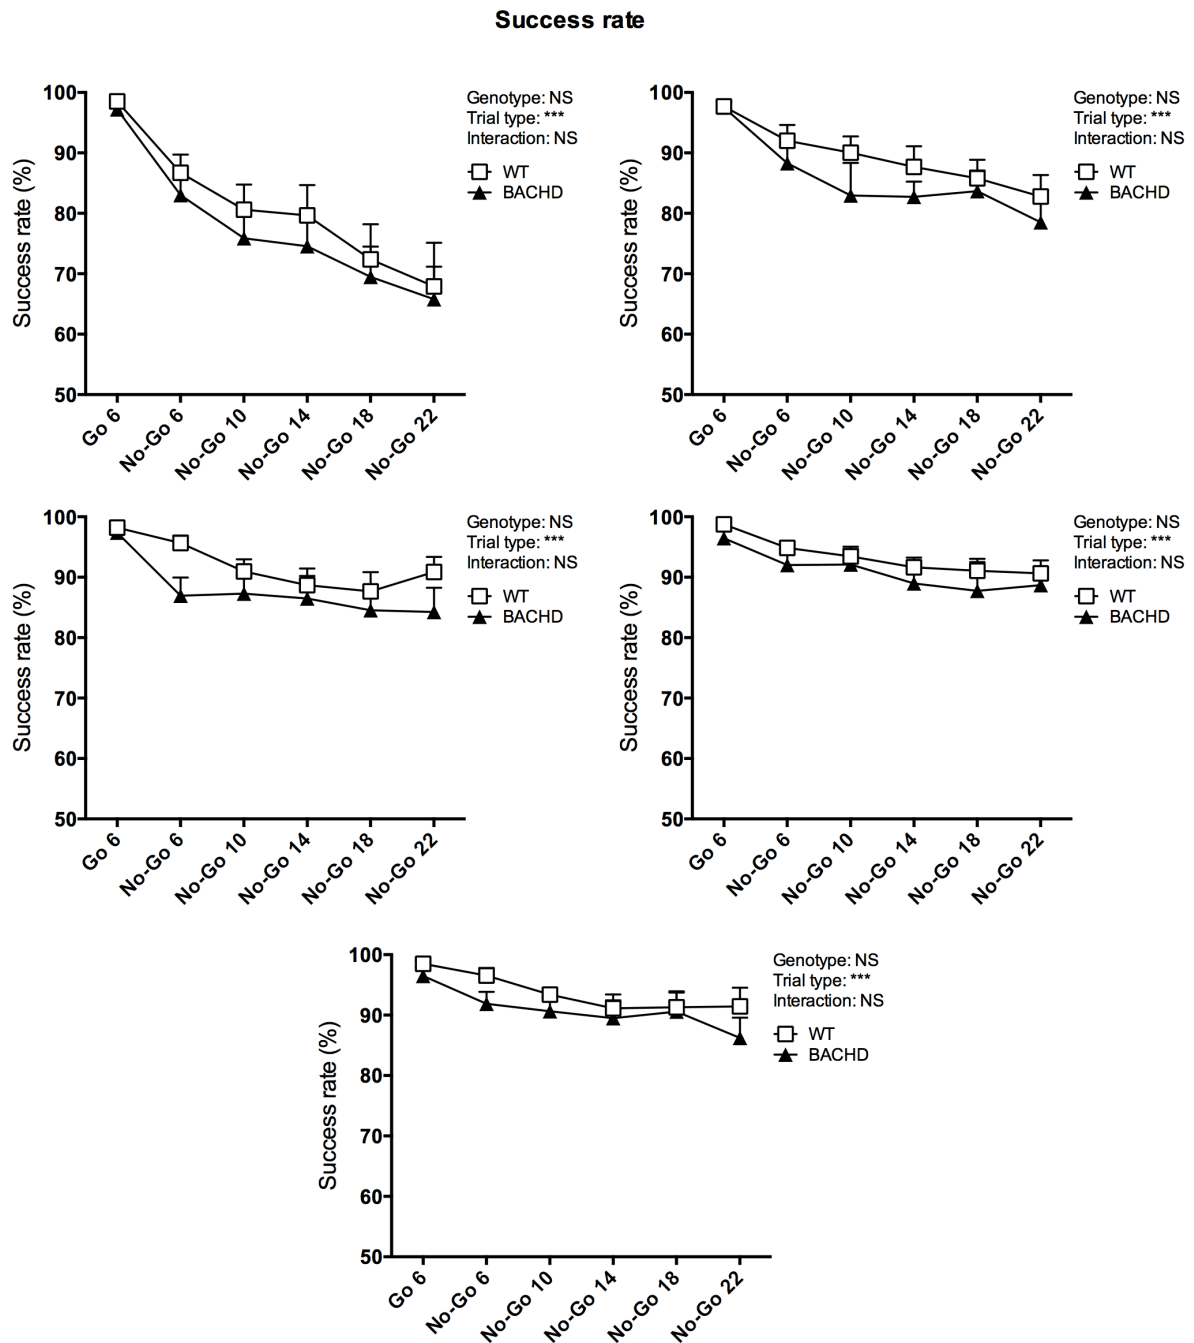 Success rate
Success rate (%)
100
90
80
70
60
50
Go 6
No-Go 6
No-Go 10
No-Go 14
No-Go 18
No-Go 22
Genotype: NS
Trial type: ***
Interaction: NS
WT
BACHD
Success rate (%)
100
90
80
70
60
50
Go 6
No-Go 6
No-Go 10
No-Go 14
No-Go 18
No-Go 22
Genotype: NS
Trial type: ***
Interaction: NS
WT
BACHD
Success rate (%)
100
90
80
70
60
50
Go 6
No-Go 6
No-Go 10
No-Go 14
No-Go 18
No-Go 22
Genotype: NS
Trial type: ***
Interaction: NS
WT
BACHD
Success rate (%)
100
90
80
70
60
50
Go 6
No-Go 6
No-Go 10
No-Go 14
No-Go 18
No-Go 22
Genotype: NS
Trial type: ***
Interaction: NS
WT
BACHD
Success rate (%)
100
90
80
70
60
50
Go 6
No-Go 6
No-Go 10
No-Go 14
No-Go 18
No-Go 22
Genotype: NS
Trial type: ***
Interaction: NS
WT
BACHD